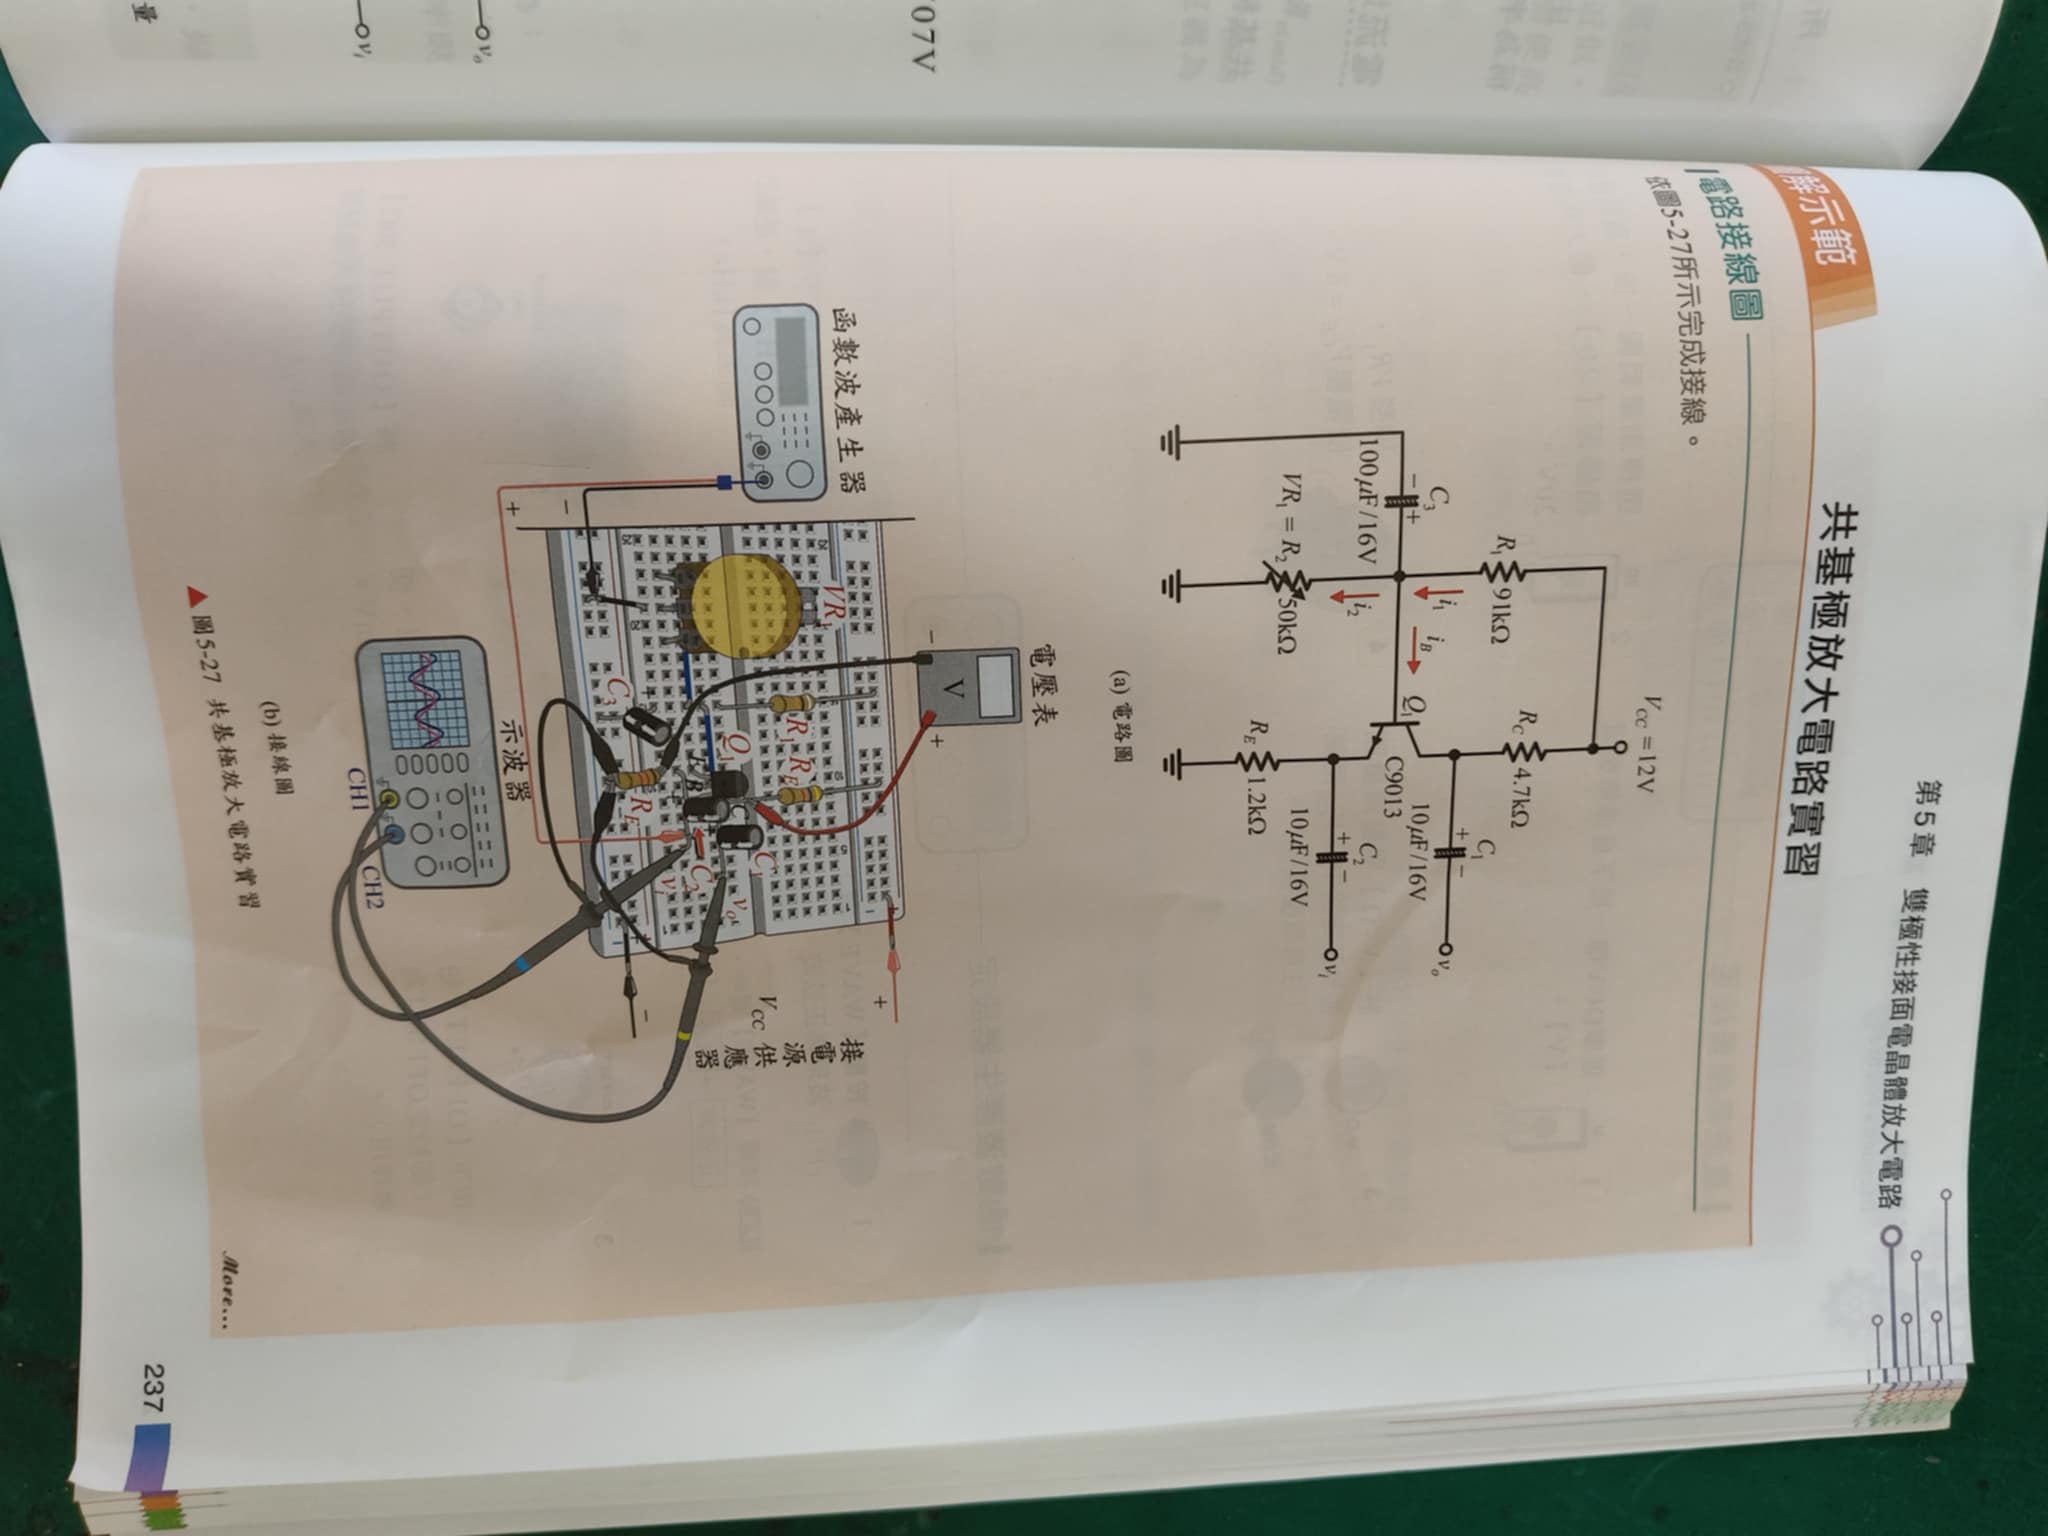 第5章 雙極性接面電晶體放大電路
解示範
共基極放大電路實習
電路接線圖
依圖5-27所示完成接線。
V_CC = 12V
R_C 4.7kΩ
R_1 91kΩ
C_1
+ −
v_o
10μF/16V
i_1
i_B
C_3
− +
Q_1
C9013
100μF/16V
i_2
C_2
+ −
v_i
10μF/16V
VR_1 = R_2 50kΩ
R_E 1.2kΩ
(a) 電路圖
電壓表
V
− +
函數波產生器
VR_1
R_1
R_E
C_1
Q_1
C
E
B
v_o
C_2
v_i
C_3
R_E
+
V_CC
接電源供應器
−
−
+
示波器
CH1
CH2
(b) 接線圖
▲ 圖5-27 共基極放大電路實習
More...
237
07V
v_o
v_i
量